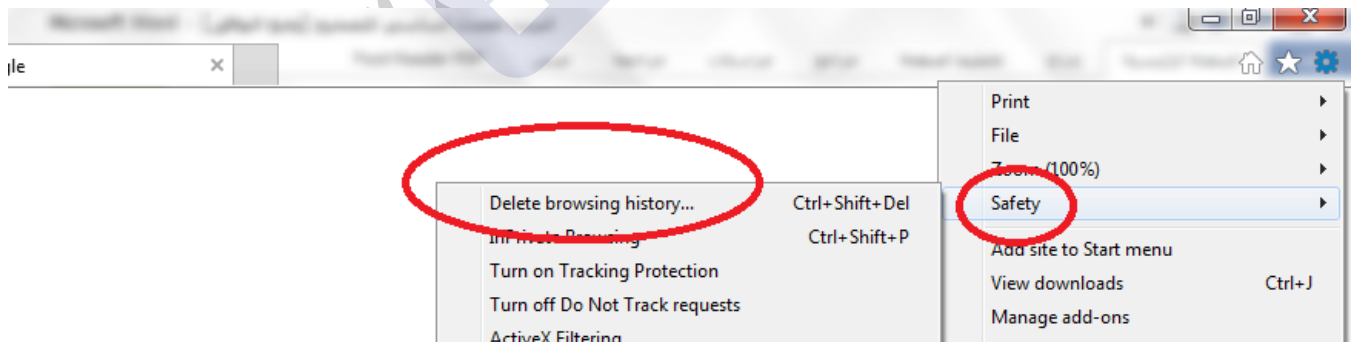 gle
Print
File
Zoom (100%)
Safety
Add site to Start menu
View downloads Ctrl+J
Manage add-ons
Delete browsing history... Ctrl+Shift+Del
InPrivate Browsing Ctrl+Shift+P
Turn on Tracking Protection
Turn off Do Not Track requests
ActiveX Filtering